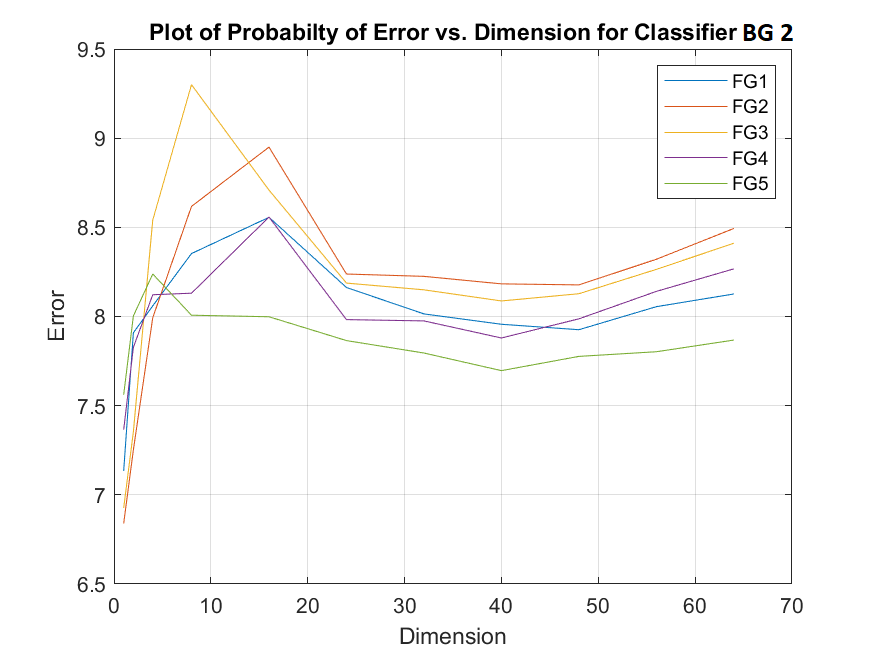 Plot of Probabilty of Error vs. Dimension for Classifier BG 2
9.5
9
8.5
8
7.5
7
6.5
Error
FG1
FG2
FG3
FG4
FG5
0 10 20 30 40 50 60 70
Dimension